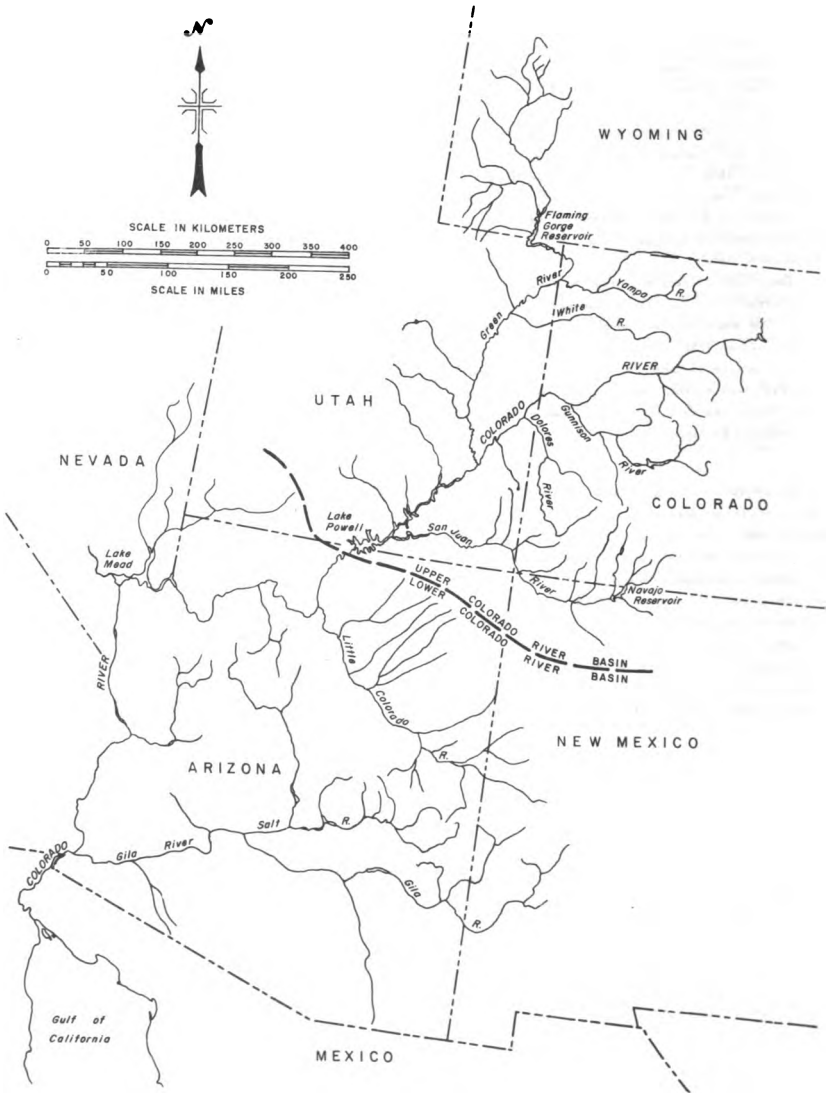 N
SCALE IN KILOMETERS
0 50 100 150 200 250 300 350 400
0 50 100 150 200 250
SCALE IN MILES
WYOMING
Flaming
Gorge
Reservoir
River
Yampa
R.
Green
White
R.
RIVER
UTAH
COLORADO
Gunnison
Dolores
River
River
NEVADA
COLORADO
Lake
Powell
San Juan
Lake
Mead
River
Navajo
Reservoir
UPPER COLORADO RIVER BASIN
LOWER COLORADO RIVER BASIN
Little
RIVER
Colorado
R.
NEW MEXICO
ARIZONA
Salt
R.
River
Gila
COLORADO
Gila
R.
Gulf of
California
MEXICO